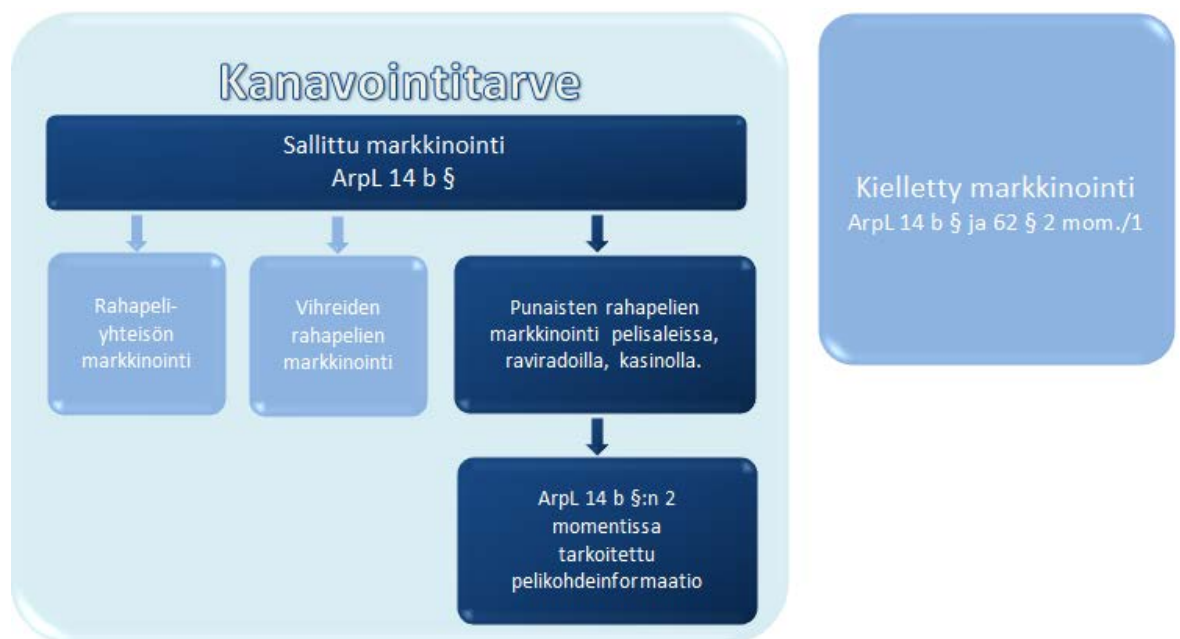 Kanavointitarve
Sallittu markkinointi
ArpL 14 b §
Rahapeli-
yhteisön
markkinointi
Vihreiden
rahapelien
markkinointi
Punaisten rahapelien
markkinointi pelisaleissa,
raviradoilla, kasinolla.
ArpL 14 b §:n 2
momentissa
tarkoitettu
pelikohdeinformaatio
Kielletty markkinointi
ArpL 14 b § ja 62 § 2 mom./1